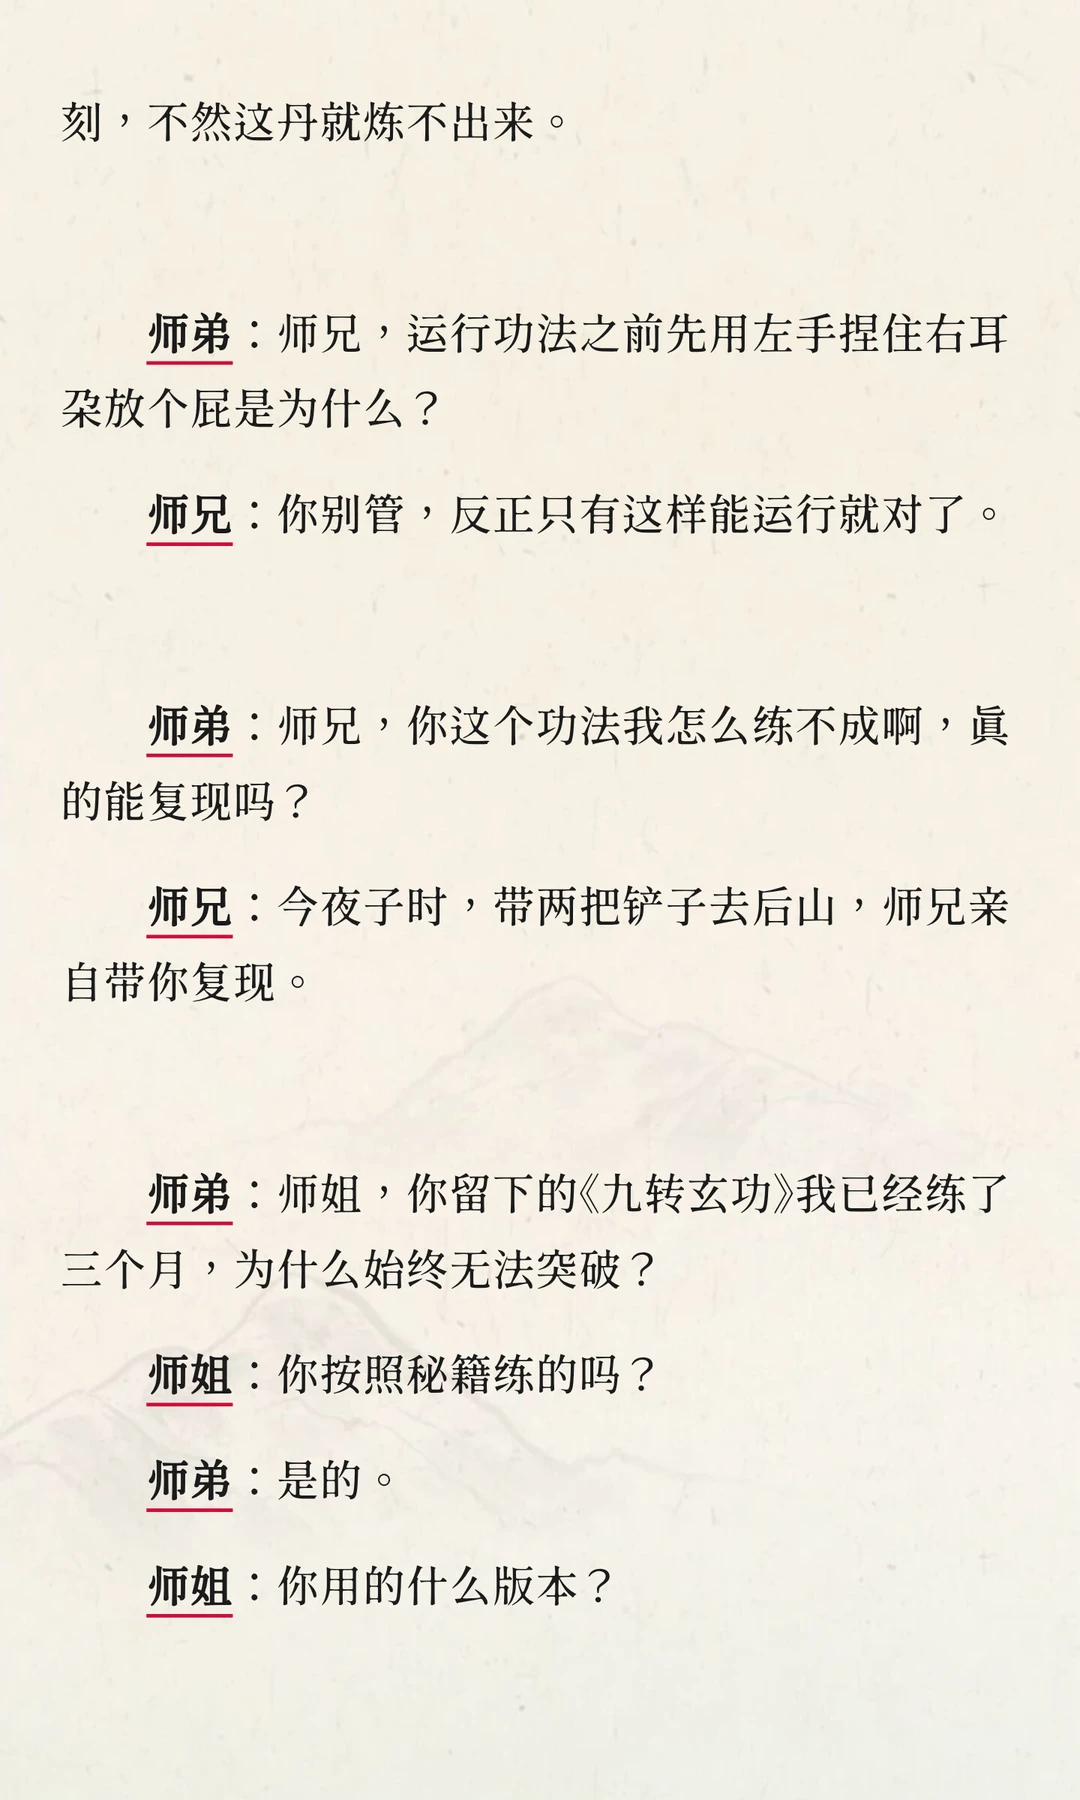 刻，不然这丹就炼不出来。
师弟：师兄，运行功法之前先用左手捏住右耳
朶放个屁是为什么？
师兄：你别管，反正只有这样能运行就对了。
师弟：师兄，你这个功法我怎么练不成啊，眞
的能复现吗？
师兄：今夜子时，带两把铲子去后山，师兄亲
自带你复现。
师弟：师姐，你留下的《九转玄功》我已经练了
三个月，为什么始终无法突破？
师姐：你按照秘籍练的吗？
师弟：是的。
师姐：你用的什么版本？